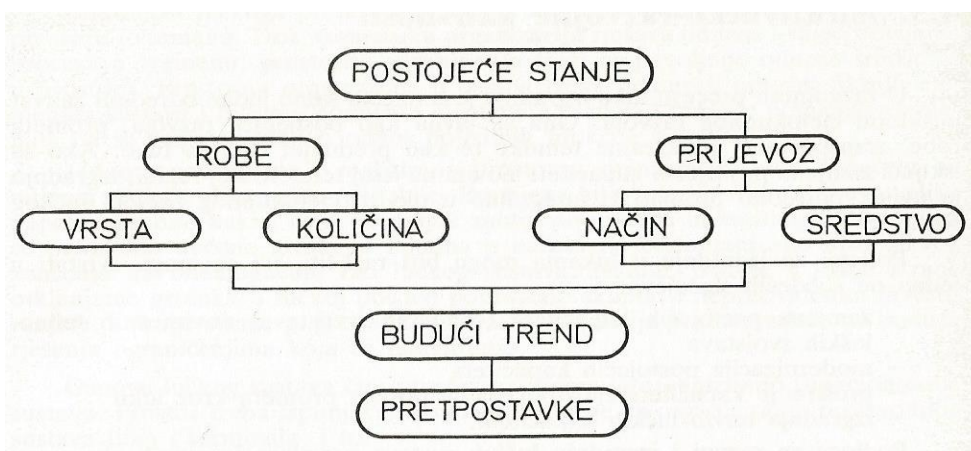 POSTOJEĆE STANJE
ROBE
PRIJEVOZ
VRSTA
KOLIČINA
NAČIN
SREDSTVO
BUDUĆI TREND
PRETPOSTAVKE